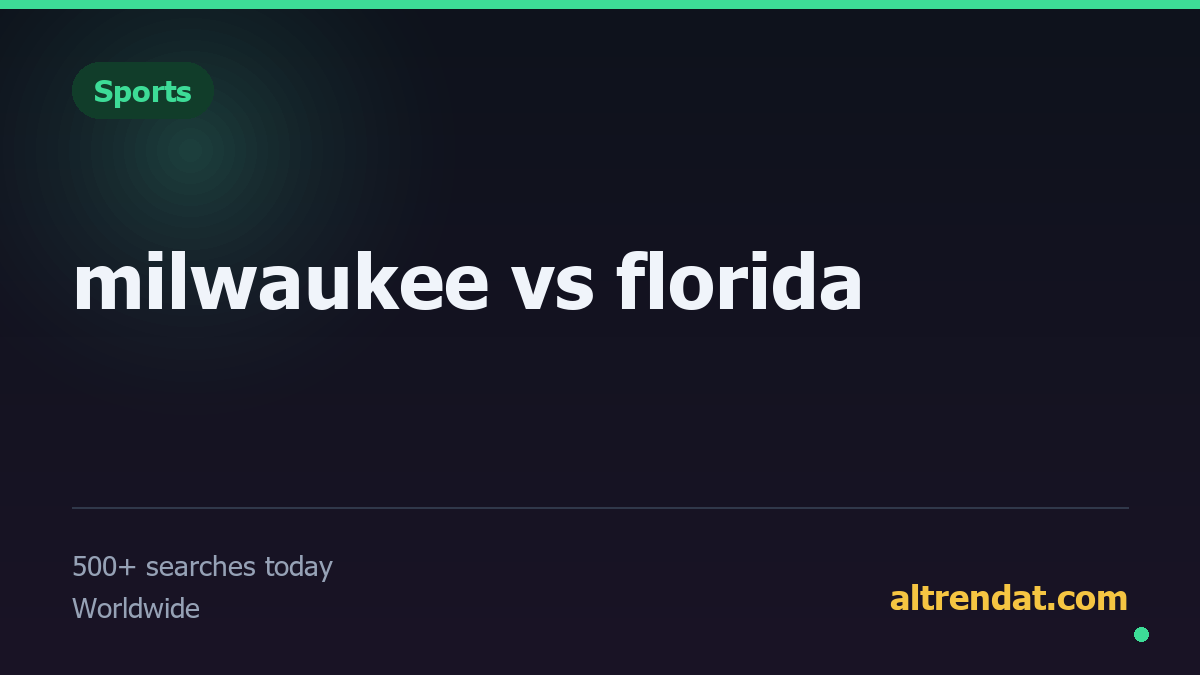 Sports
milwaukee vs florida
500+ searches today
Worldwide
altrendat.com